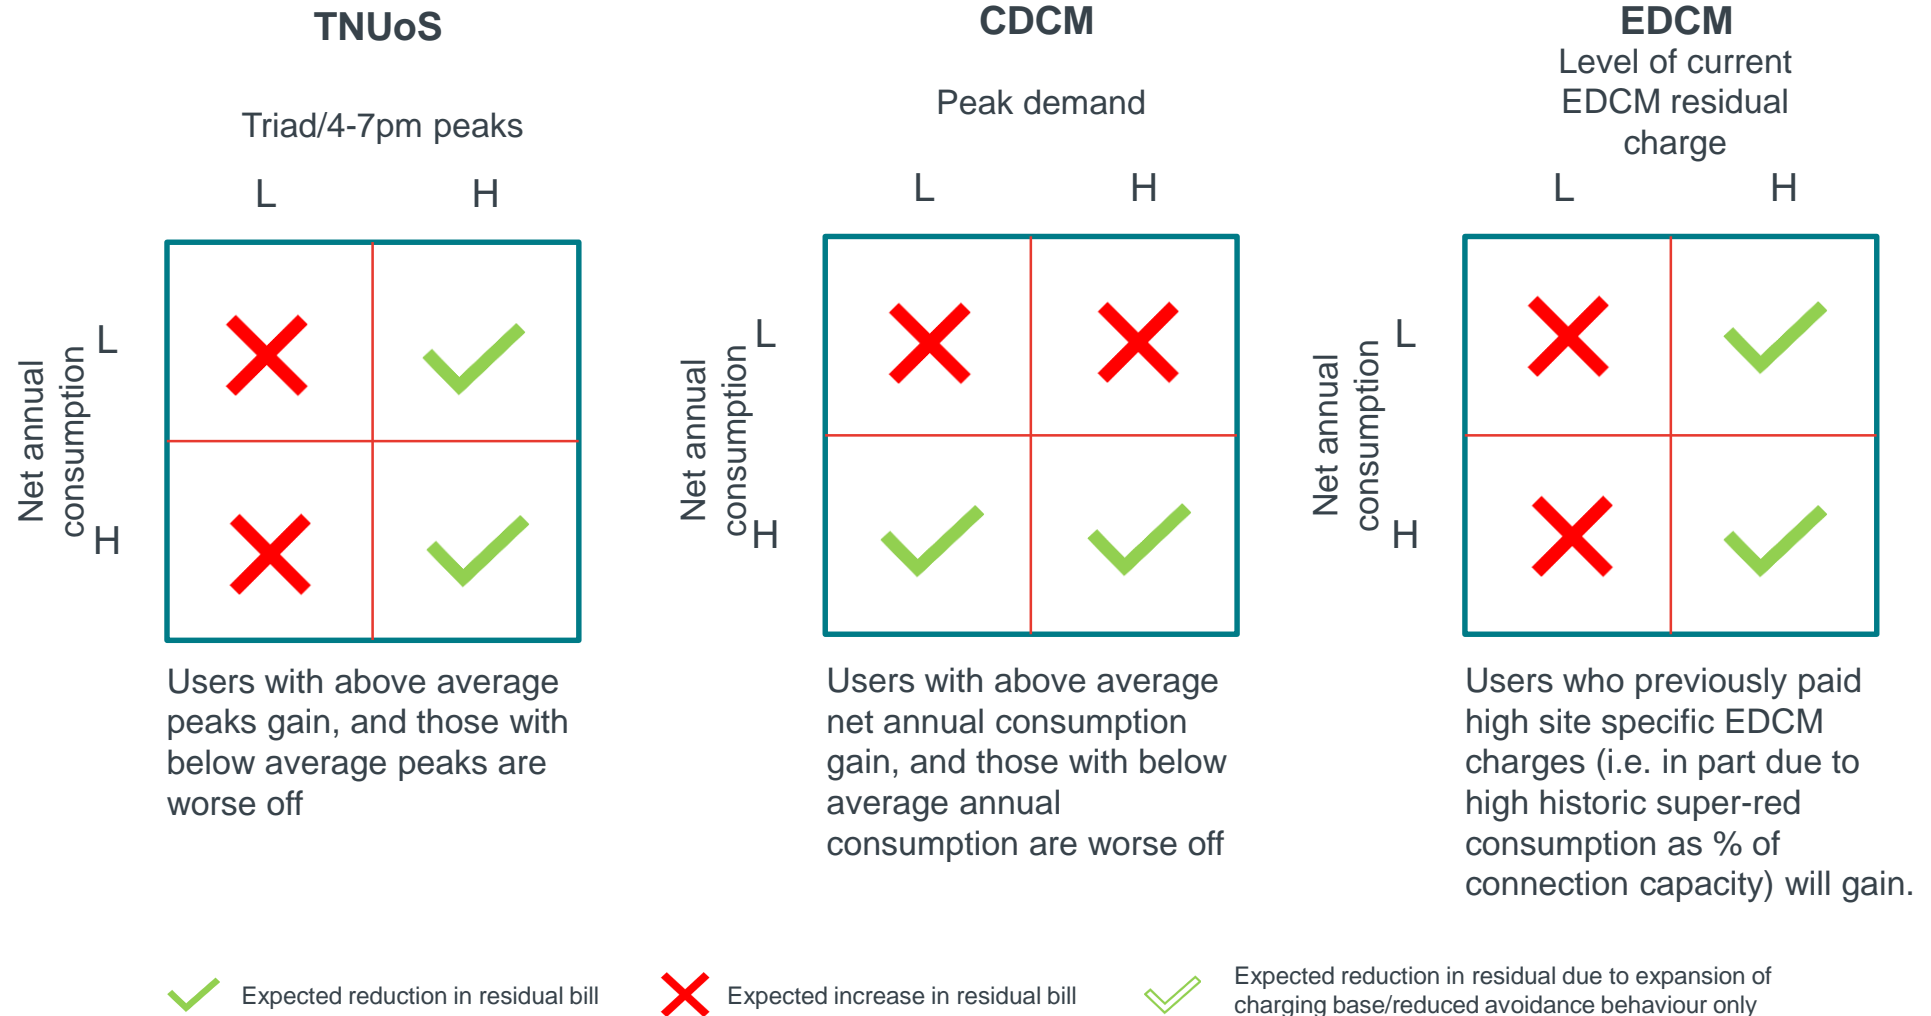 TNUoS
Triad/4-7pm peaks
L H
Net annual
consumption
L
H
Users with above average
peaks gain, and those with
below average peaks are
worse off
CDCM
Peak demand
L H
Net annual
consumption
L
H
Users with above average
net annual consumption
gain, and those with below
average annual
consumption are worse off
EDCM
Level of current
EDCM residual
charge
L H
Net annual
consumption
L
H
Users who previously paid
high site specific EDCM
charges (i.e. in part due to
high historic super-red
consumption as % of
connection capacity) will gain.
Expected reduction in residual bill
Expected increase in residual bill
Expected reduction in residual due to expansion of
charging base/reduced avoidance behaviour only